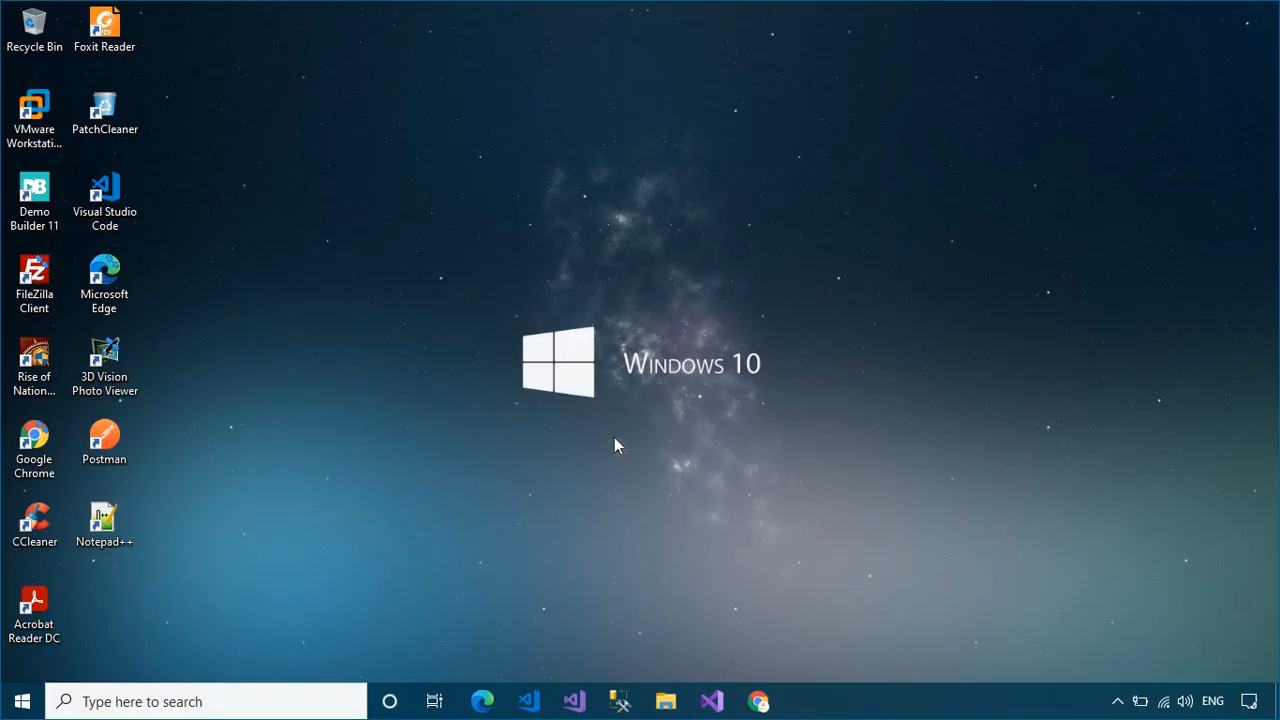 Recycle Bin
Foxit Reader
VMware
Workstati...
PatchCleaner
Demo
Builder 11
Visual Studio
Code
FileZilla
Client
Microsoft
Edge
Rise of
Nation...
3D Vision
Photo Viewer
Google
Chrome
Postman
CCleaner
Notepad++
Acrobat
Reader DC
Windows 10
Type here to search
ENG